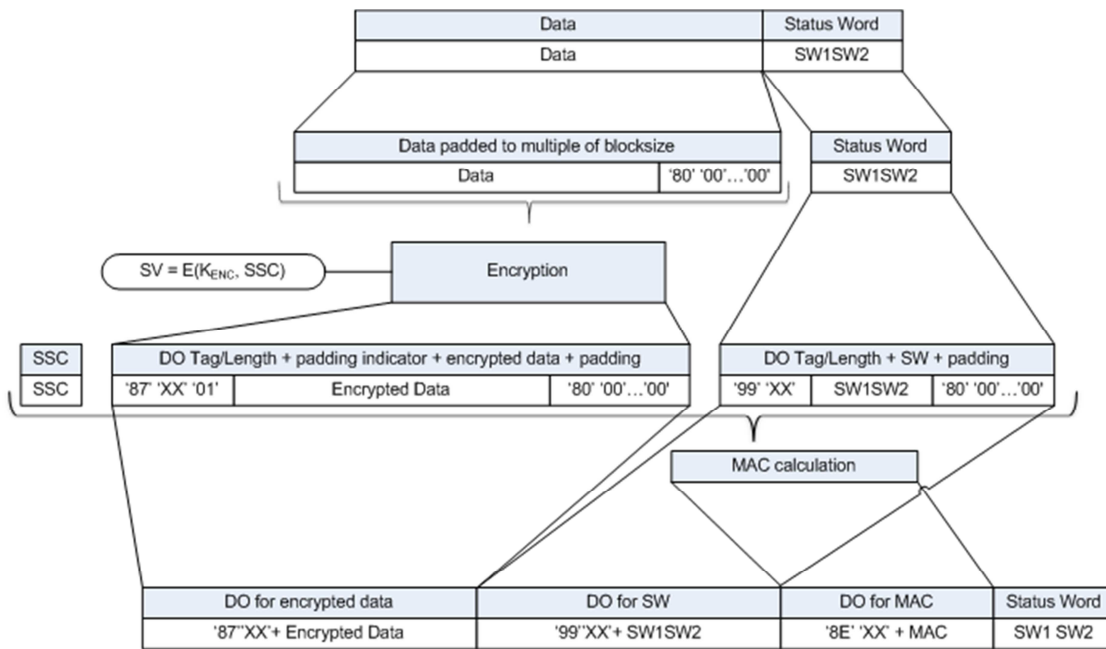 Data Status Word
Data SW1SW2
Data padded to multiple of blocksize Status Word
Data '80' '00'...'00' SW1SW2
SV = E(KENC, SSC) Encryption
SSC DO Tag/Length + padding indicator + encrypted data + padding DO Tag/Length + SW + padding
SSC '87' 'XX' '01' Encrypted Data '80' '00'...'00' '99' 'XX' SW1SW2 '80' '00'...'00'
MAC calculation
DO for encrypted data DO for SW DO for MAC Status Word
'87''XX'+ Encrypted Data '99''XX'+ SW1SW2 '8E' 'XX' + MAC SW1 SW2